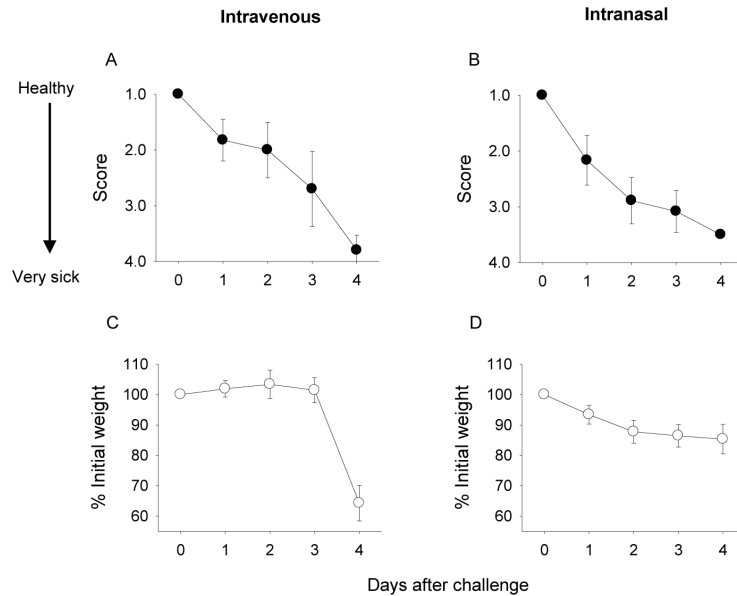 Intravenous
Intranasal
A
B
Healthy
Very sick
Score
1.0
2.0
3.0
4.0
0 1 2 3 4
Score
1.0
2.0
3.0
4.0
0 1 2 3 4
C
D
% Initial weight
110
100
90
80
70
60
0 1 2 3 4
% Initial weight
110
100
90
80
70
60
0 1 2 3 4
Days after challenge